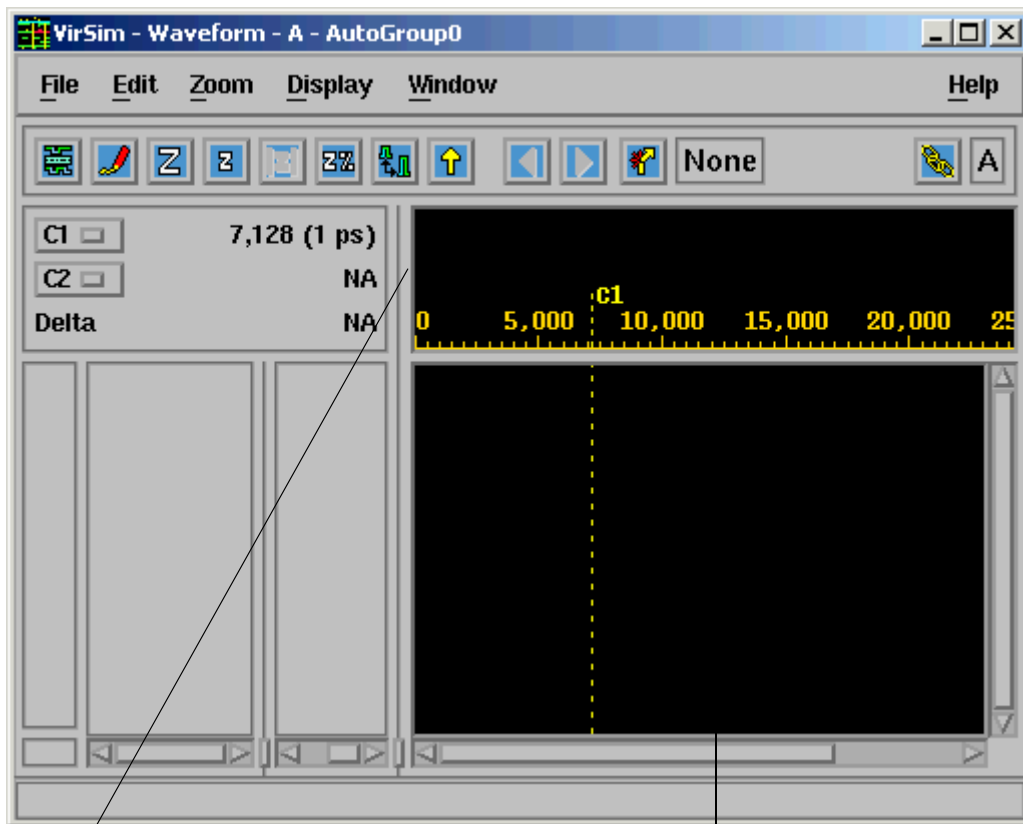 VirSim - Waveform - A - AutoGroup0
File Edit Zoom Display Window Help
Z Z Z% None A
C1 7,128 (1 ps)
C2 NA
Delta NA
C1
0 5,000 10,000 15,000 20,000 25